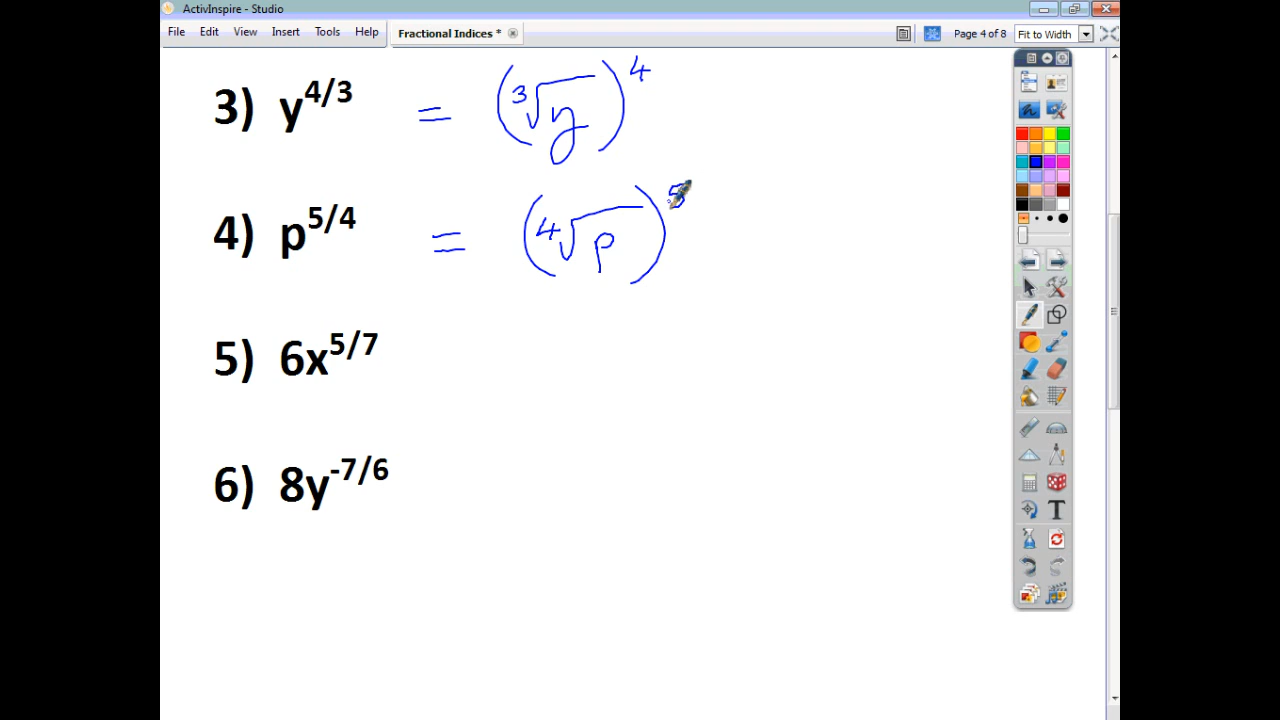 ActivInspire - Studio
File Edit View Insert Tools Help Fractional Indices * Page 4 of 8 Fit to Width
3) y^4/3 = (∛y)^4
4) p^5/4 = (∜p)^5
5) 6x^5/7
6) 8y^-7/6
T